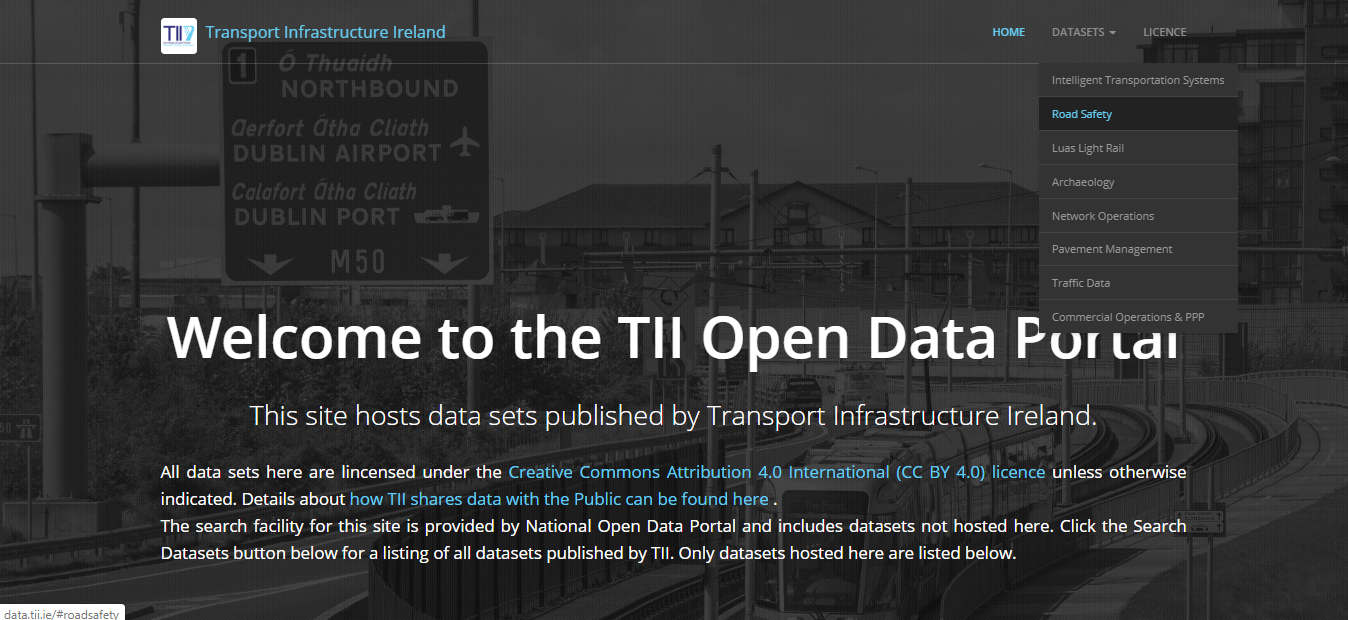 TII
Transport Infrastructure Ireland
HOME
DATASETS
LICENCE
Intelligent Transportation Systems
Road Safety
Luas Light Rail
Archaeology
Network Operations
Pavement Management
Traffic Data
Commercial Operations & PPP
1
Ó Thuaidh
NORTHBOUND
Aerfort Átha Cliath
DUBLIN AIRPORT
Calafort Átha Cliath
DUBLIN PORT
M50
Welcome to the TII Open Data Portal
This site hosts data sets published by Transport Infrastructure Ireland.
All data sets here are lincensed under the Creative Commons Attribution 4.0 International (CC BY 4.0) licence unless otherwise
indicated. Details about how TII shares data with the Public can be found here .
The search facility for this site is provided by National Open Data Portal and includes datasets not hosted here. Click the Search
Datasets button below for a listing of all datasets published by TII. Only datasets hosted here are listed below.
50
data.tii.ie/#roadsafety